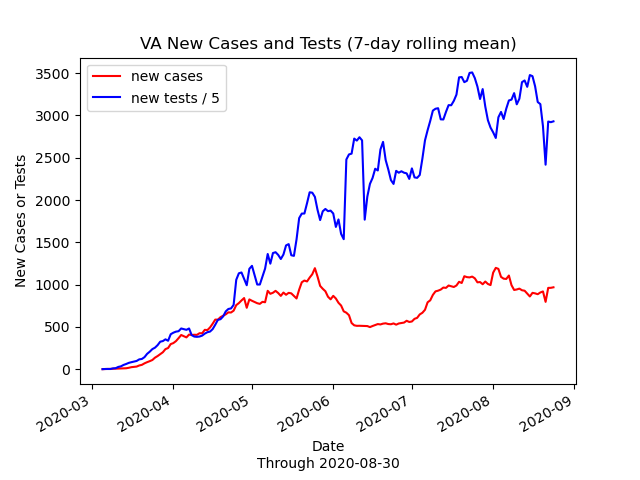 VA New Cases and Tests (7-day rolling mean)
new cases
new tests / 5
New Cases or Tests
3500
3000
2500
2000
1500
1000
500
0
2020-03
2020-04
2020-05
2020-06
2020-07
2020-08
2020-09
Date
Through 2020-08-30